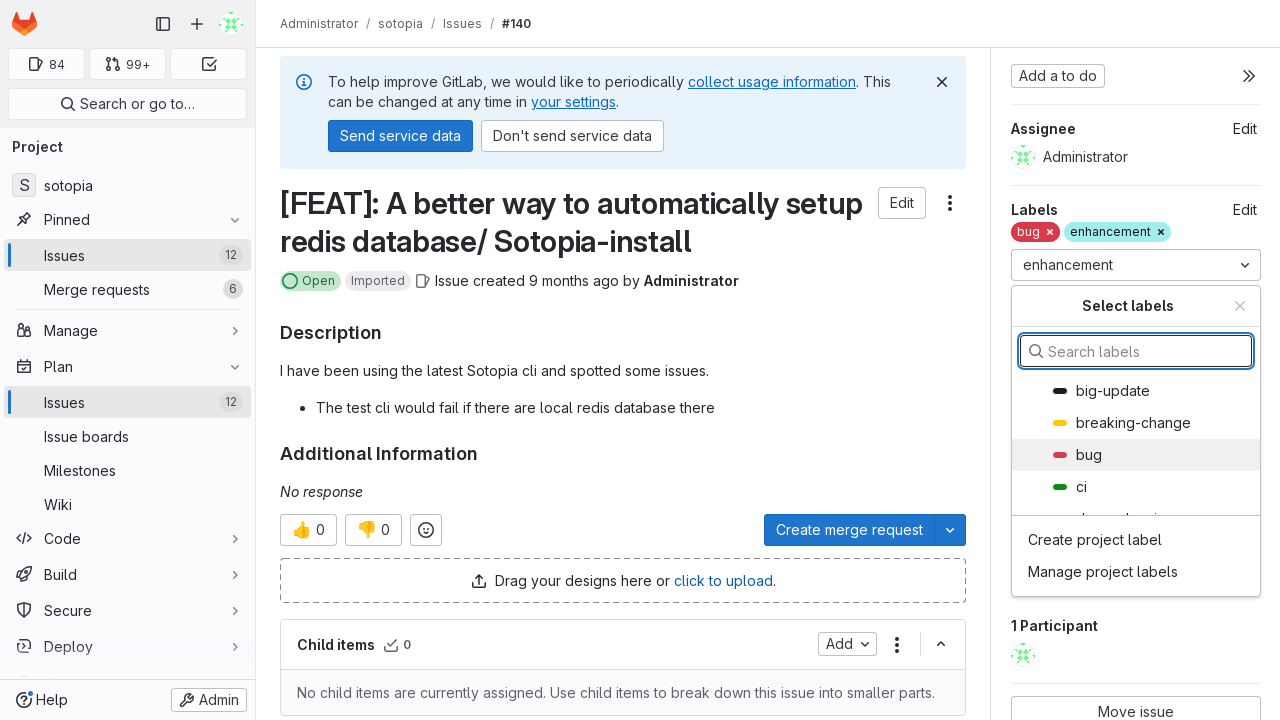 Administrator / sotopia / Issues / #140
84
99+
Search or go to…
Project
S sotopia
Pinned
Issues 12
Merge requests 6
Manage
Plan
Issues 12
Issue boards
Milestones
Wiki
Code
Build
Secure
Deploy
Help
Admin
To help improve GitLab, we would like to periodically collect usage information. This
can be changed at any time in your settings.
Send service data
Don't send service data
[FEAT]: A better way to automatically setup
redis database/ Sotopia-install
Edit
Open Imported Issue created 9 months ago by Administrator
Description
I have been using the latest Sotopia cli and spotted some issues.
• The test cli would fail if there are local redis database there
Additional Information
No response
👍 0
👎 0
Create merge request
Drag your designs here or click to upload.
Child items 0
Add
No child items are currently assigned. Use child items to break down this issue into smaller parts.
Add a to do
Assignee Edit
Administrator
Labels Edit
bug × enhancement ×
enhancement
Select labels
Search labels
big-update
breaking-change
bug
ci
Create project label
Manage project labels
1 Participant
Move issue